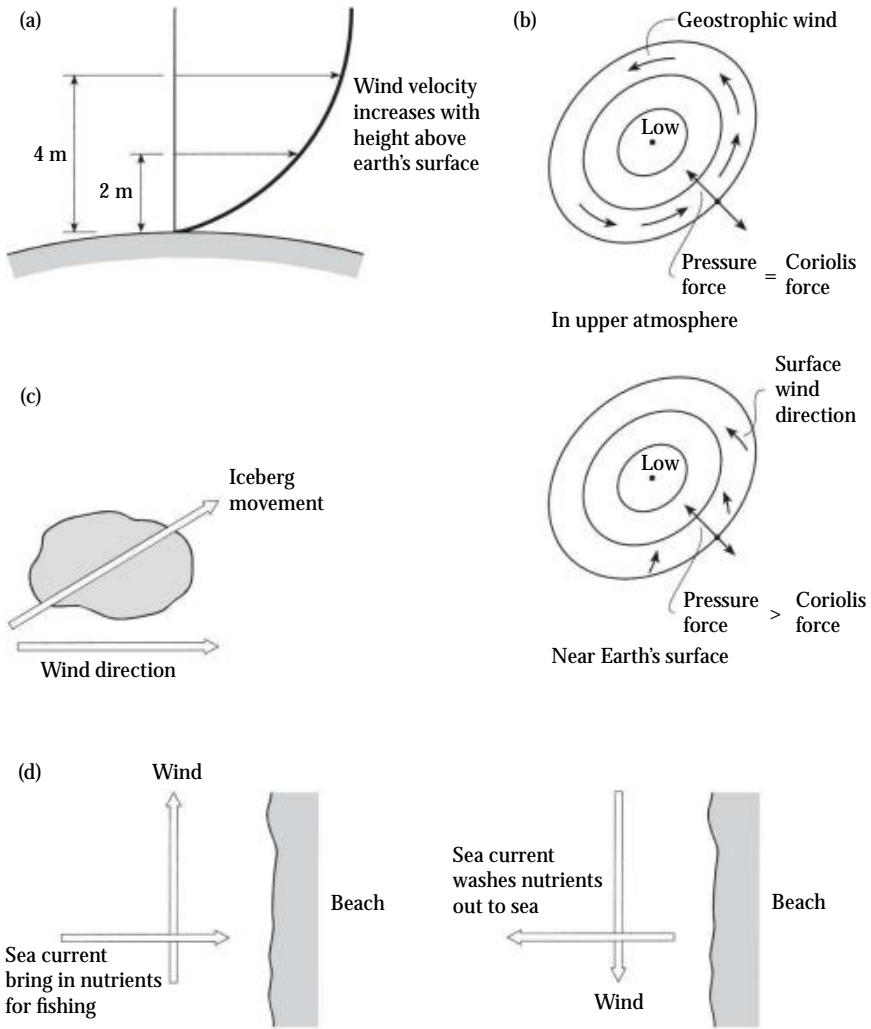 (a)
Wind velocity
increases with
height above
earth's surface
4 m
2 m
(b)
Geostrophic wind
Low
Pressure
force
=
Coriolis
force
In upper atmosphere
Surface
wind
direction
Low
Pressure
force
>
Coriolis
force
Near Earth's surface
(c)
Iceberg
movement
Wind direction
(d)
Wind
Sea current
bring in nutrients
for fishing
Beach
Sea current
washes nutrients
out to sea
Wind
Beach